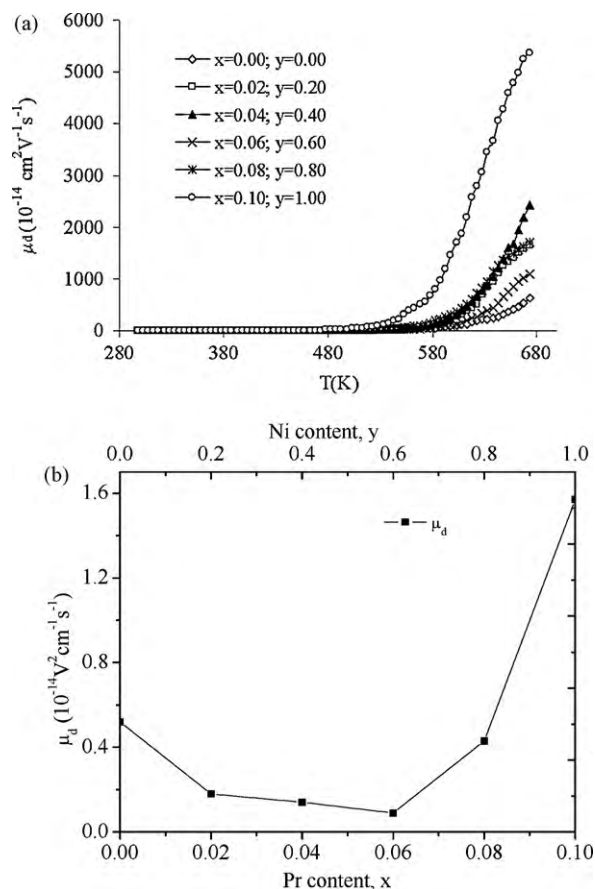 (a)
6000
5000
4000
3000
2000
1000
0
μd (10⁻¹⁴ cm²V⁻¹s⁻¹)
x=0.00; y=0.00
x=0.02; y=0.20
x=0.04; y=0.40
x=0.06; y=0.60
x=0.08; y=0.80
x=0.10; y=1.00
280 380 480 580 680
T(K)
Ni content, y
(b)
0.0 0.2 0.4 0.6 0.8 1.0
1.6
1.2
0.8
0.4
0.0
μd (10⁻¹⁴V²cm⁻¹s⁻¹)
μd
0.00 0.02 0.04 0.06 0.08 0.10
Pr content, x